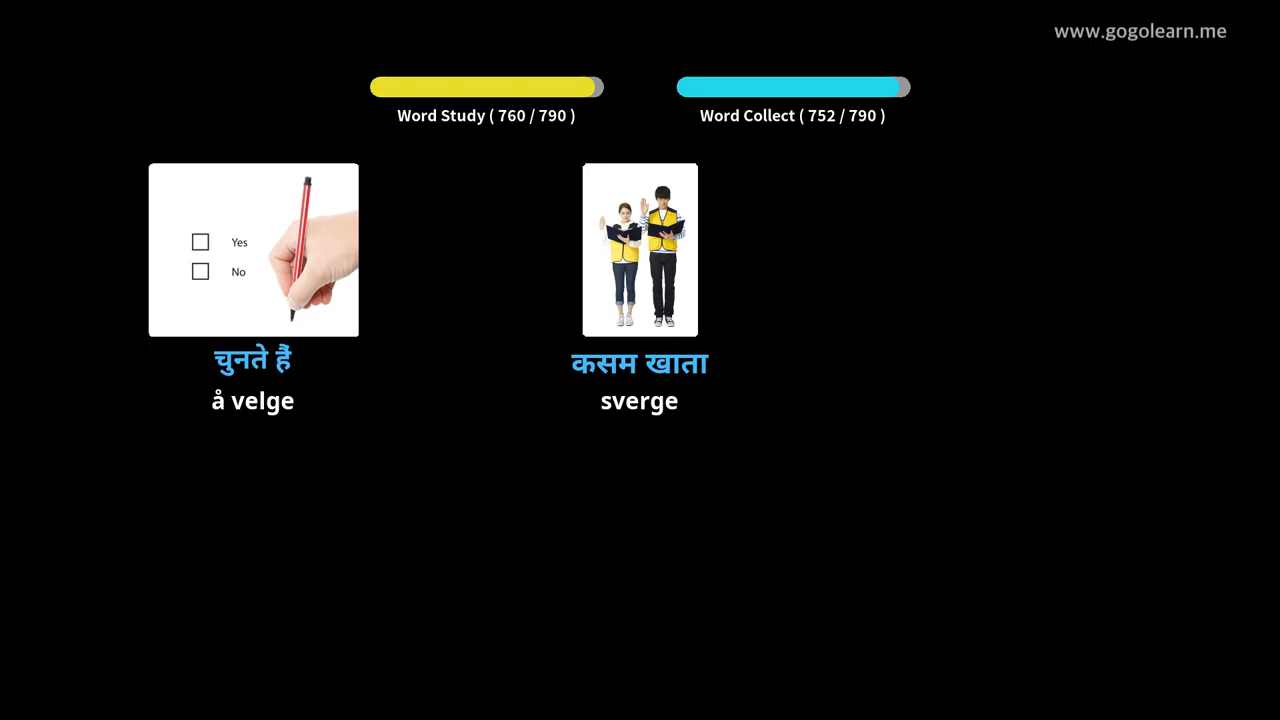 www.gogolearn.me
Word Study ( 760 / 790 )
Word Collect ( 752 / 790 )
Yes
No
चुनते हैं
कसम खाता
å velge
sverge